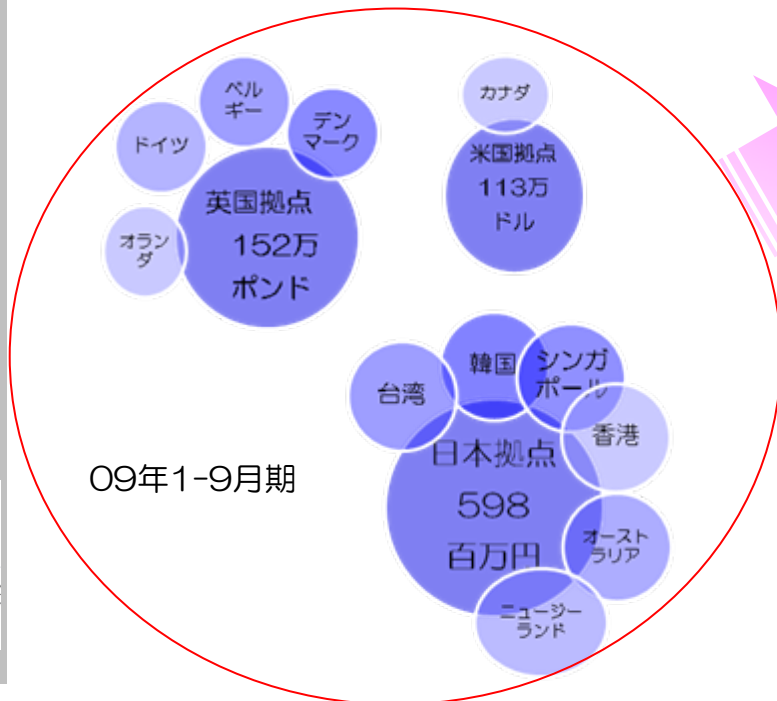 ベル
ギー
デン
マーク
ドイツ
オラン
ダ
英国拠点
152万
ポンド
カナダ
米国拠点
113万
ドル
韓国
シンガ
ポール
台湾
香港
日本拠点
598
百万円
オースト
ラリア
ニュージー
ランド
09年1-9月期